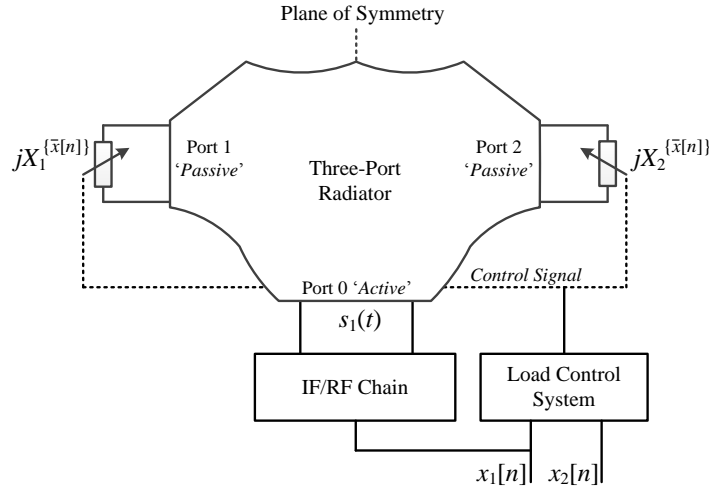 Plane of Symmetry
Port 1
‘Passive’
Port 2
‘Passive’
jX₁^{x̄[n]}
jX₂^{x̄[n]}
Three-Port
Radiator
Control Signal
Port 0 ‘Active’
s₁(t)
IF/RF Chain
Load Control
System
x₁[n] x₂[n]